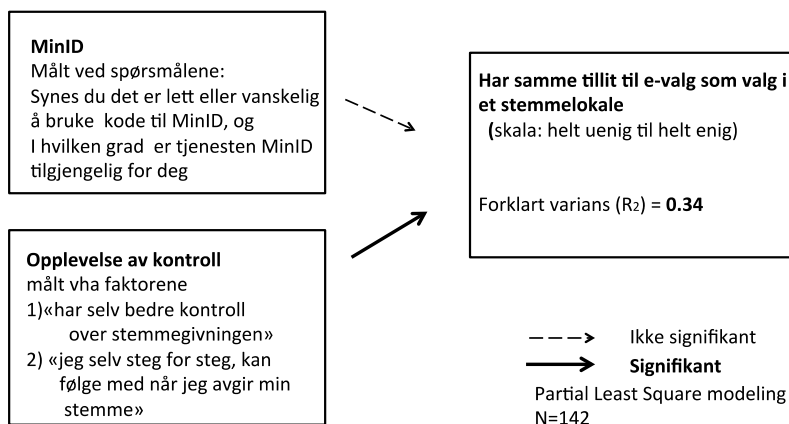 MinID
Målt ved spørsmålene:
Synes du det er lett eller vanskelig
å bruke kode til MinID, og
I hvilken grad er tjenesten MinID
tilgjengelig for deg
Opplevelse av kontroll
målt vha faktorene
1)«har selv bedre kontroll
over stemmegivningen»
2) «jeg selv steg for steg, kan
følge med når jeg avgir min
stemme»
Har samme tillit til e-valg som valg i
et stemmelokale
(skala: helt uenig til helt enig)
Forklart varians (R2) = 0.34
Ikke signifikant
Signifikant
Partial Least Square modeling
N=142